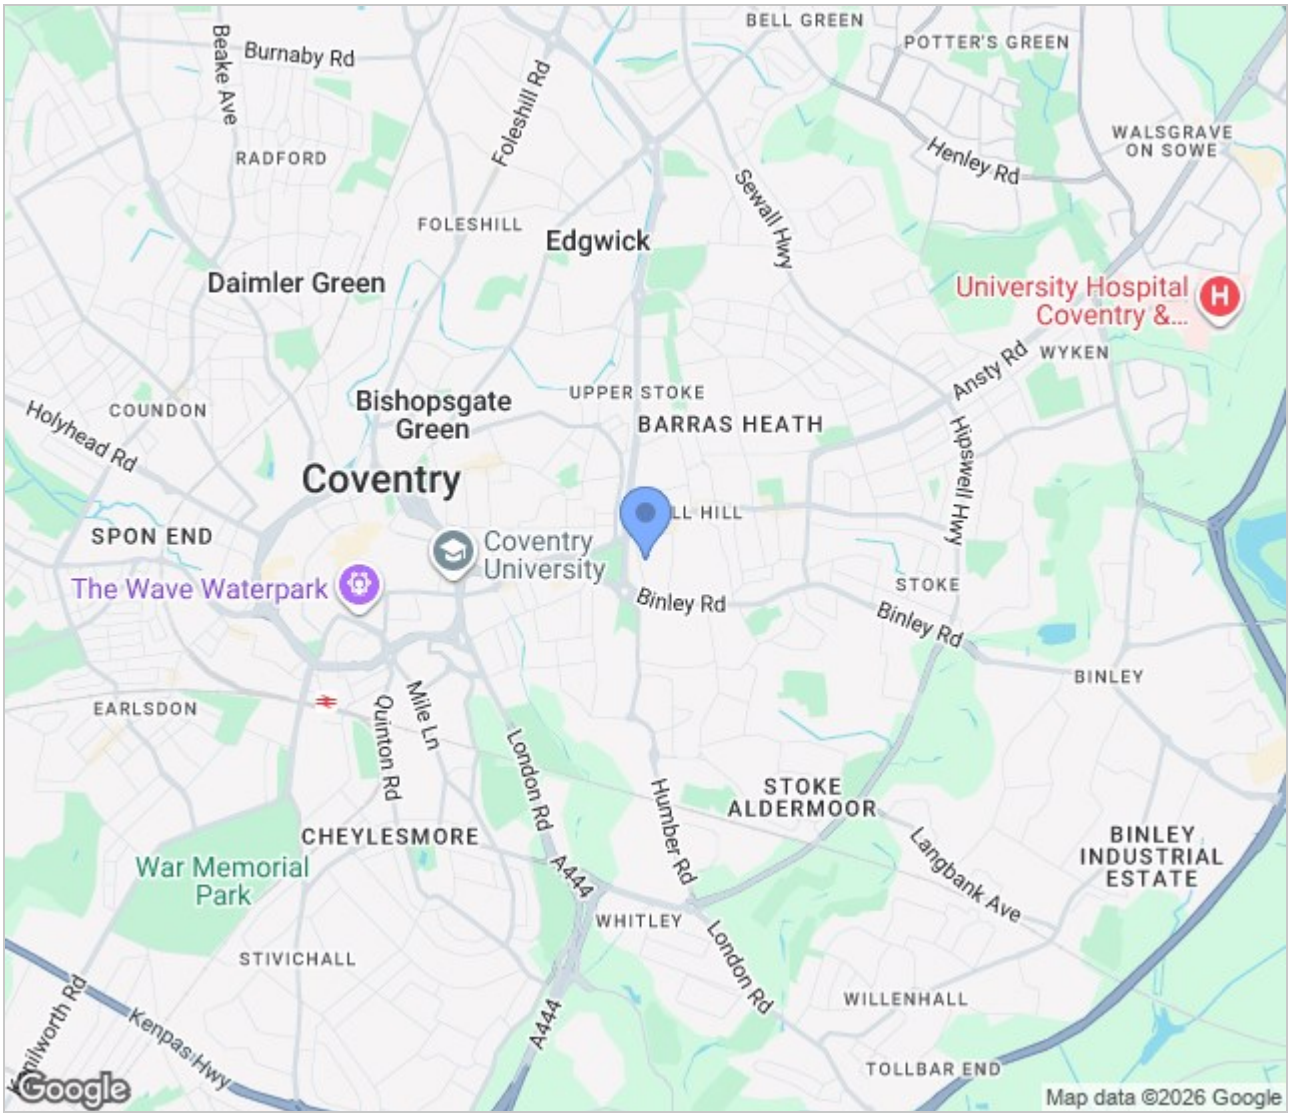 BELL GREEN
POTTER'S GREEN
Burnaby Rd
Beake Ave
Foleshill Rd
WALSGRAVE
ON SOWE
Henley Rd
RADFORD
Sewall Hwy
FOLESHILL
Edgwick
Daimler Green
University Hospital
Coventry &...
WYKEN
Ansty Rd
UPPER STOKE
Bishopsgate
Green
COUNDON
Holyhead Rd
BARRAS HEATH
Hipswell Hwy
Coventry
LL HILL
SPON END
Coventry
University
The Wave Waterpark
STOKE
Binley Rd
Binley Rd
BINLEY
EARLSDON
Mile Ln
Quinton Rd
London Rd
Humber Rd
STOKE
ALDERMOOR
CHEYLESMORE
Langbank Ave
BINLEY
INDUSTRIAL
ESTATE
War Memorial
Park
A444
WHITLEY
London Rd
STIVICHALL
WILLENHALL
Kenilworth Rd
Kenpas Hwy
A444
TOLLBAR END
Google
Map data ©2026 Google